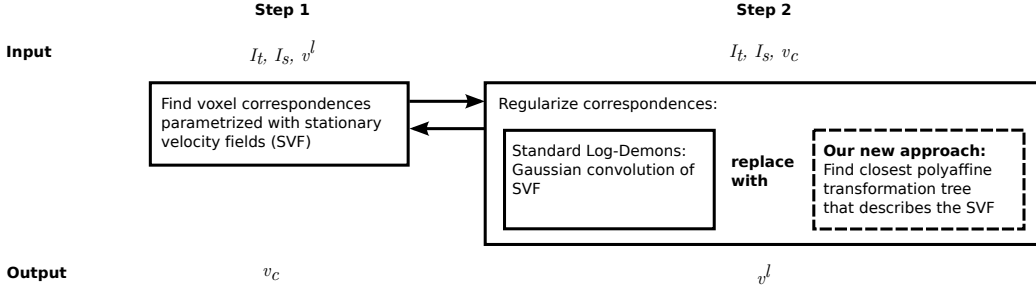 Step 1
Step 2
Input
I_t, I_s, v^l
I_t, I_s, v_c
Find voxel correspondences
parametrized with stationary
velocity fields (SVF)
Regularize correspondences:
Standard Log-Demons:
Gaussian convolution of
SVF
replace
with
Our new approach:
Find closest polyaffine
transformation tree
that describes the SVF
Output
v_c
v^l